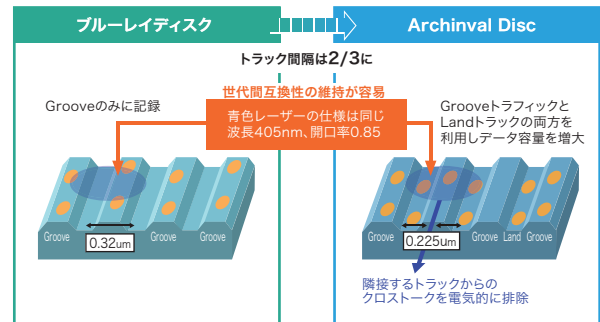 ブルーレイディスク
Archinval Disc
トラック間隔は2/3に
世代間互換性の維持が容易
Grooveのみに記録
青色レーザーの仕様は同じ
波長405nm、開口率0.85
Grooveトラフィックと
Landトラックの両方を
利用しデータ容量を増大
Groove
0.32um
Groove
Groove
Groove
0.225um
Groove
Land
Groove
隣接するトラックからの
クロストークを電気的に排除